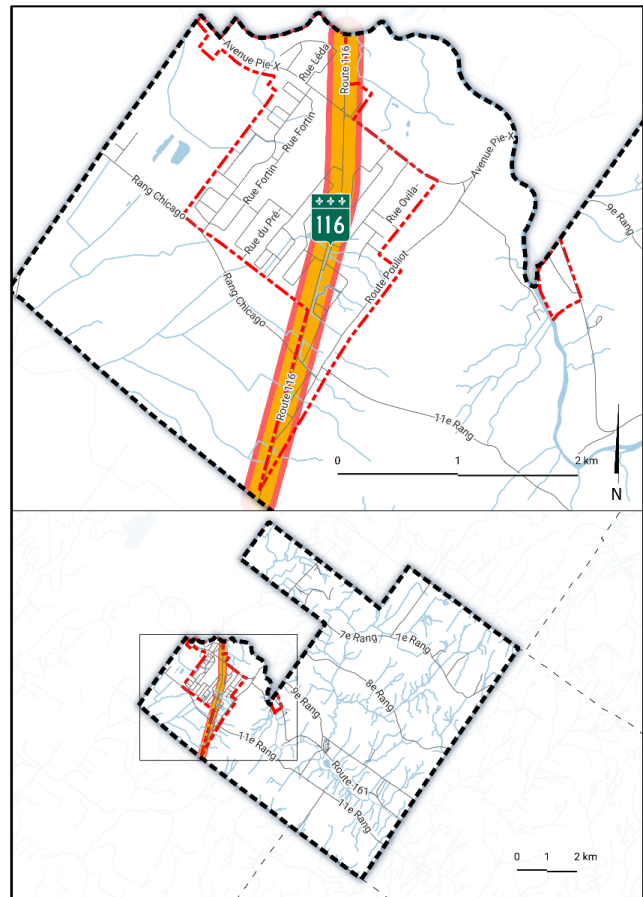 Avenue Pie-X
Rue Léda
Route 116
Rue Fortin
Avenue Pie-X
Rang Chicago
Rue Fortin
Rue Ovila-
9e Rang
116
Rue du Pré
Route Pouliot
Rang Chicago
Route 116
11e Rang
0 1 2 km
N
7e Rang
7e Rang
8e Rang
9e Rang
11e Rang
Route 161
11e Rang
0 1 2 km